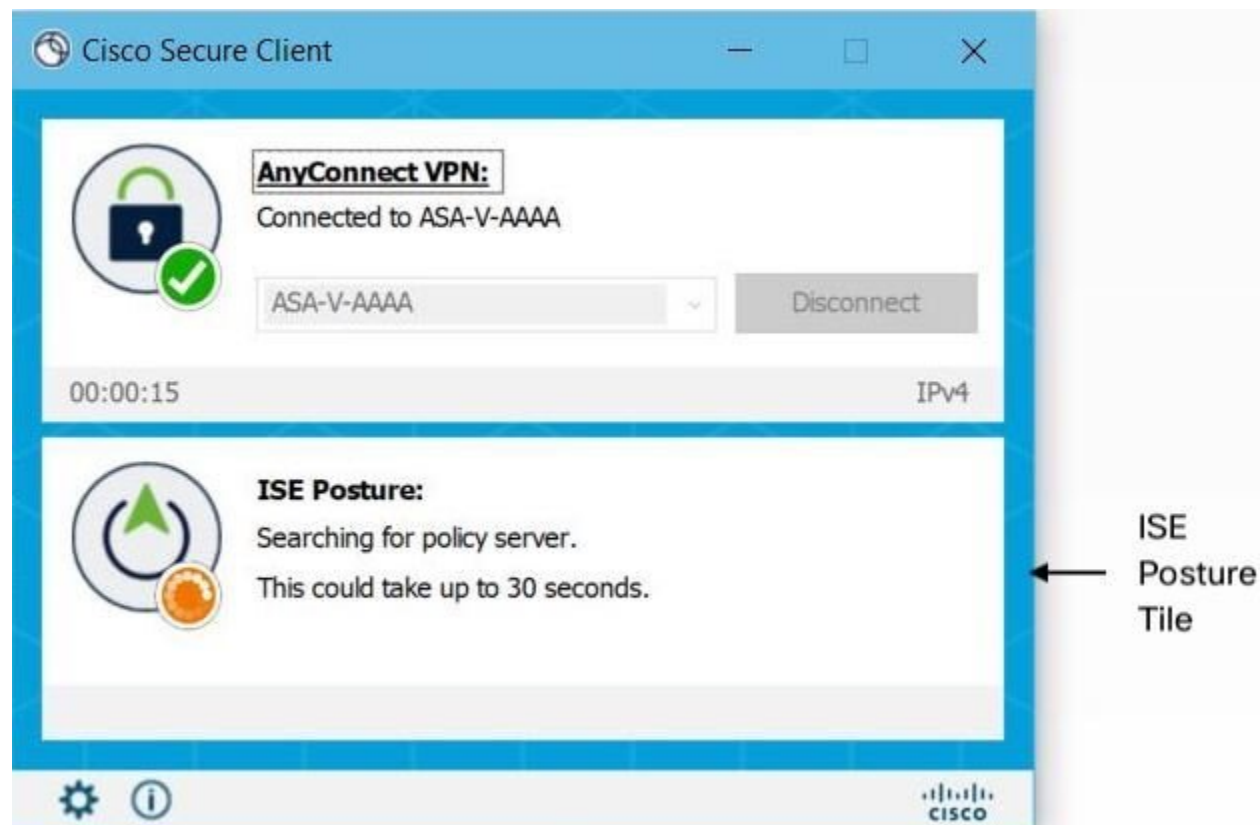 Cisco Secure Client
AnyConnect VPN:
Connected to ASA-V-AAAA
ASA-V-AAAA
Disconnect
00:00:15
IPv4
ISE Posture:
Searching for policy server.
This could take up to 30 seconds.
ISE
Posture
Tile
CISCO